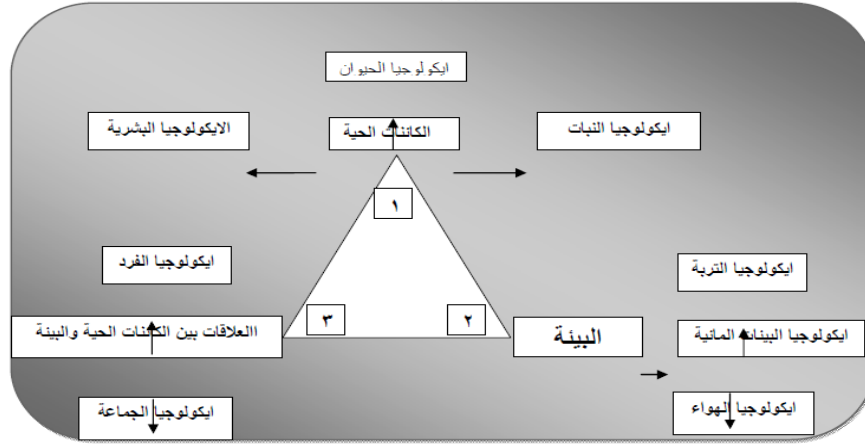 ايكولوجيا الحيوان
الايكولوجيا البشرية
الكائنات الحية
ايكولوجيا النبات
١
ايكولوجيا الفرد
ايكولوجيا التربة
٣
٢
االعلاقات بين الكائنات الحية والبيئة
البيئة
ايكولوجيا البيئات المائية
ايكولوجيا الجماعة
ايكولوجيا الهواء